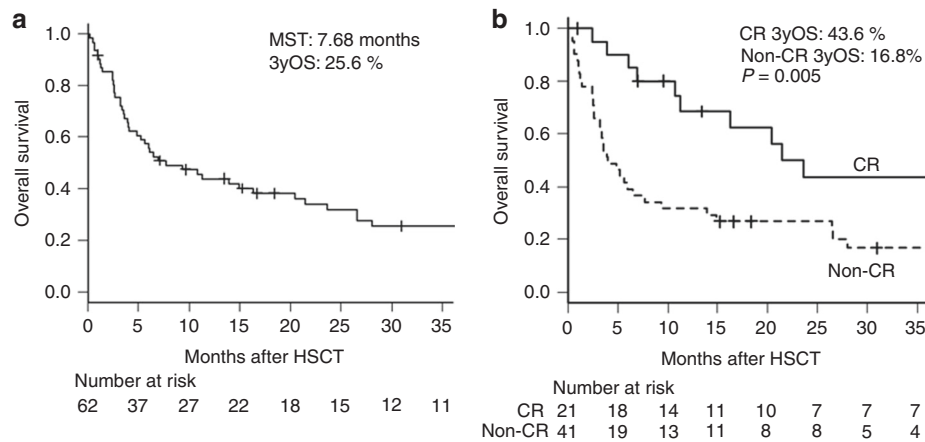 a
MST: 7.68 months
3yOS: 25.6 %
Overall survival
1.0
0.8
0.6
0.4
0.2
0.0
0 5 10 15 20 25 30 35
Months after HSCT
Number at risk
62 37 27 22 18 15 12 11
b
CR 3yOS: 43.6 %
Non-CR 3yOS: 16.8%
P = 0.005
Overall survival
1.0
0.8
0.6
0.4
0.2
0.0
CR
Non-CR
0 5 10 15 20 25 30 35
Months after HSCT
Number at risk
CR 21 18 14 11 10 7 7 7
Non-CR 41 19 13 11 8 8 5 4